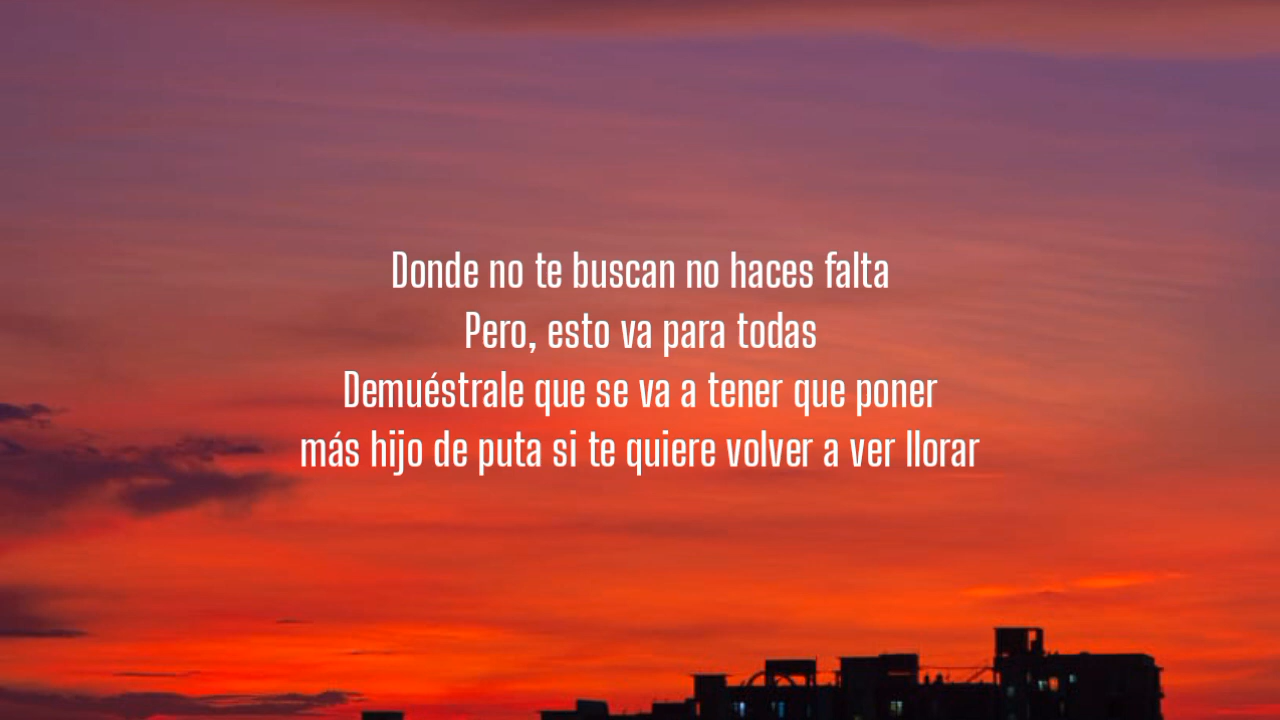 Donde no te buscan no haces falta
Pero, esto va para todas
Demuéstrale que se va a tener que poner
más hijo de puta si te quiere volver a ver llorar